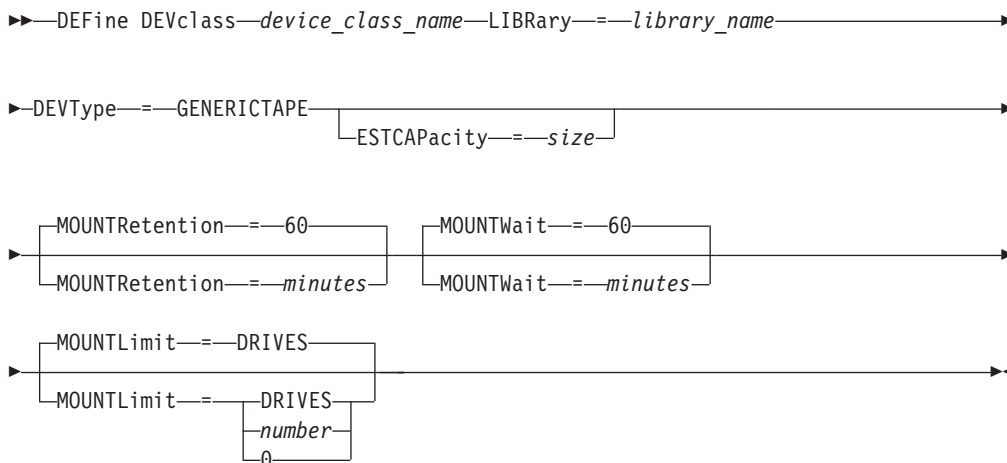 DEFine DEVclass device_class_name LIBRary = library_name
DEVType = GENERICTAPE
ESTCAPacity = size
MOUNTRetention = 60 MOUNTWait = 60
MOUNTRetention = minutes MOUNTWait = minutes
MOUNTLimit = DRIVES
MOUNTLimit = DRIVES
number
0